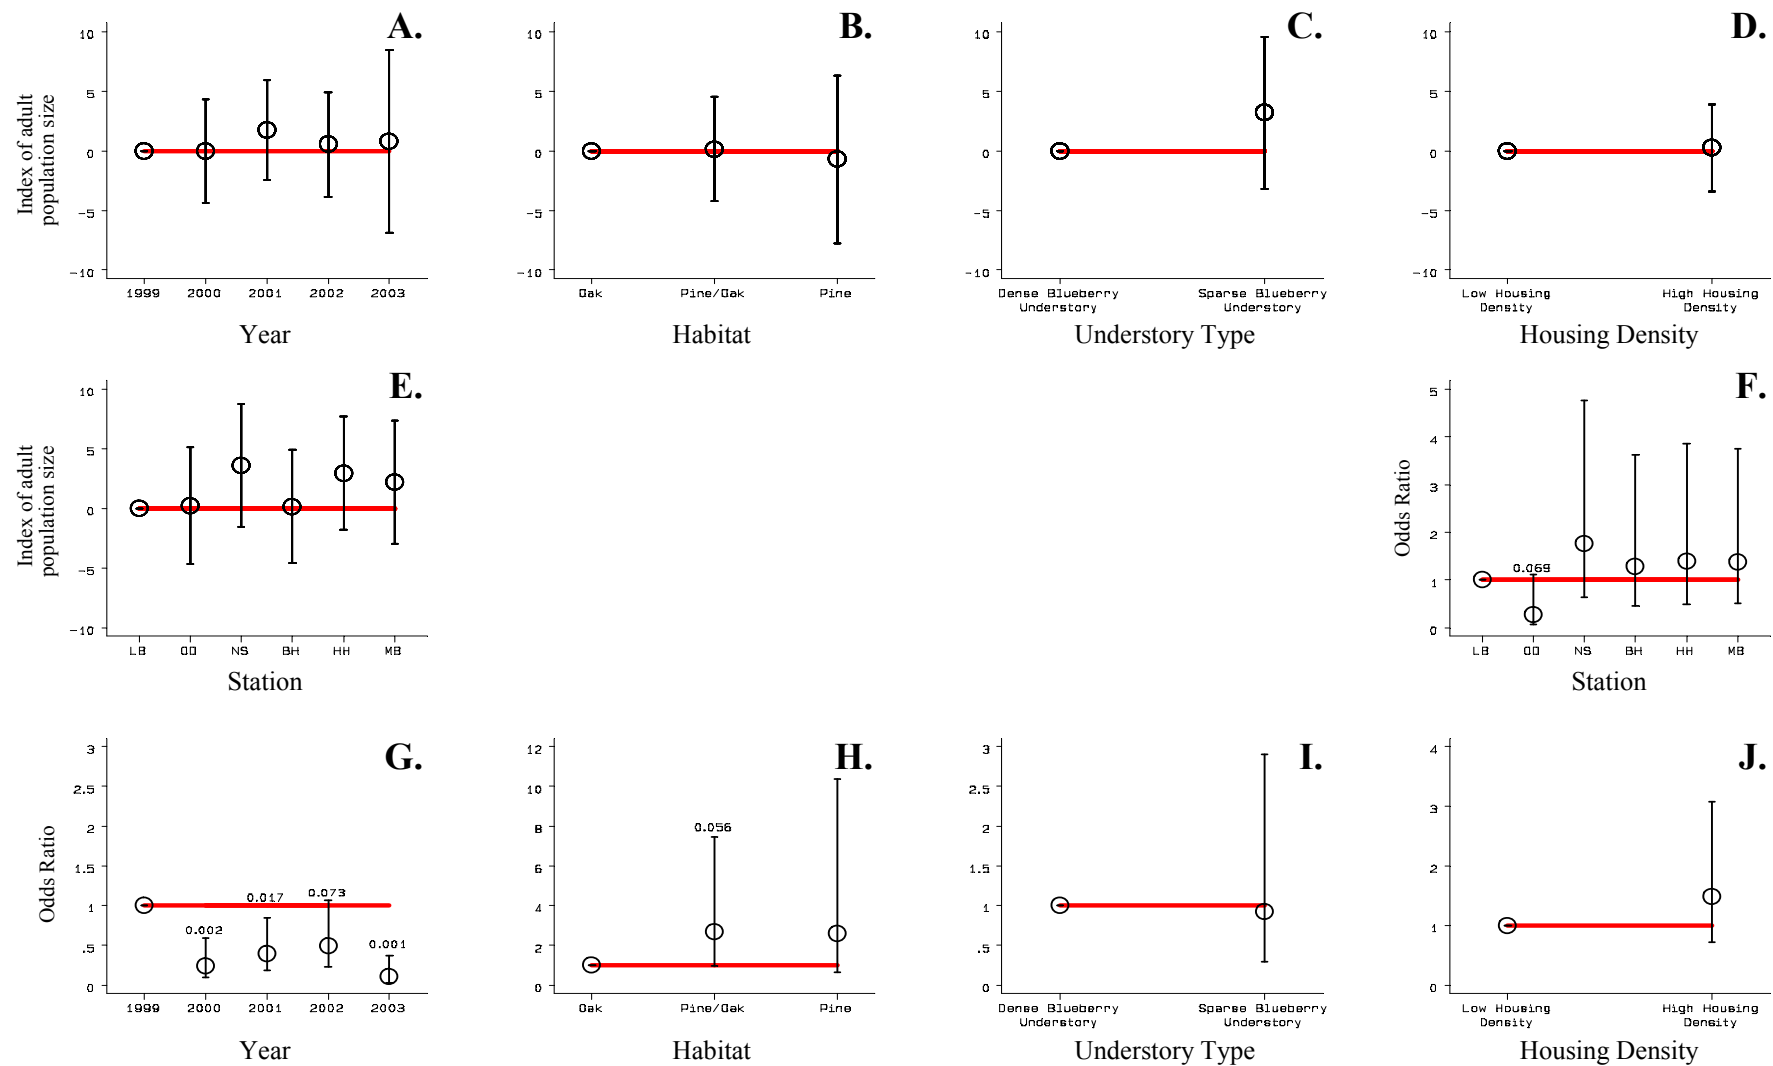 A.
10
5
0
-5
-10
Index of adult
population size
1999 2000 2001 2002 2003
Year
B.
10
5
0
-5
-10
Oak Pine/Oak Pine
Habitat
C.
10
5
0
-5
-10
Dense Blueberry Understory
Sparse Blueberry Understory
Understory Type
D.
10
5
0
-5
-10
Low Housing Density
High Housing Density
Housing Density
E.
10
5
0
-5
-10
Index of adult
population size
LB OO NS BH HH MB
Station
F.
5
4
3
2
1
0
Odds Ratio
0.069
LB OO NS BH HH MB
Station
G.
3
2.5
2
1.5
1
.5
0
Odds Ratio
0.002 0.017 0.073 0.001
1999 2000 2001 2002 2003
Year
H.
12
10
8
6
4
2
0
0.056
Oak Pine/Oak Pine
Habitat
I.
3
2.5
2
1.5
1
.5
0
Dense Blueberry Understory
Sparse Blueberry Understory
Understory Type
J.
4
3
2
1
0
Low Housing Density
High Housing Density
Housing Density